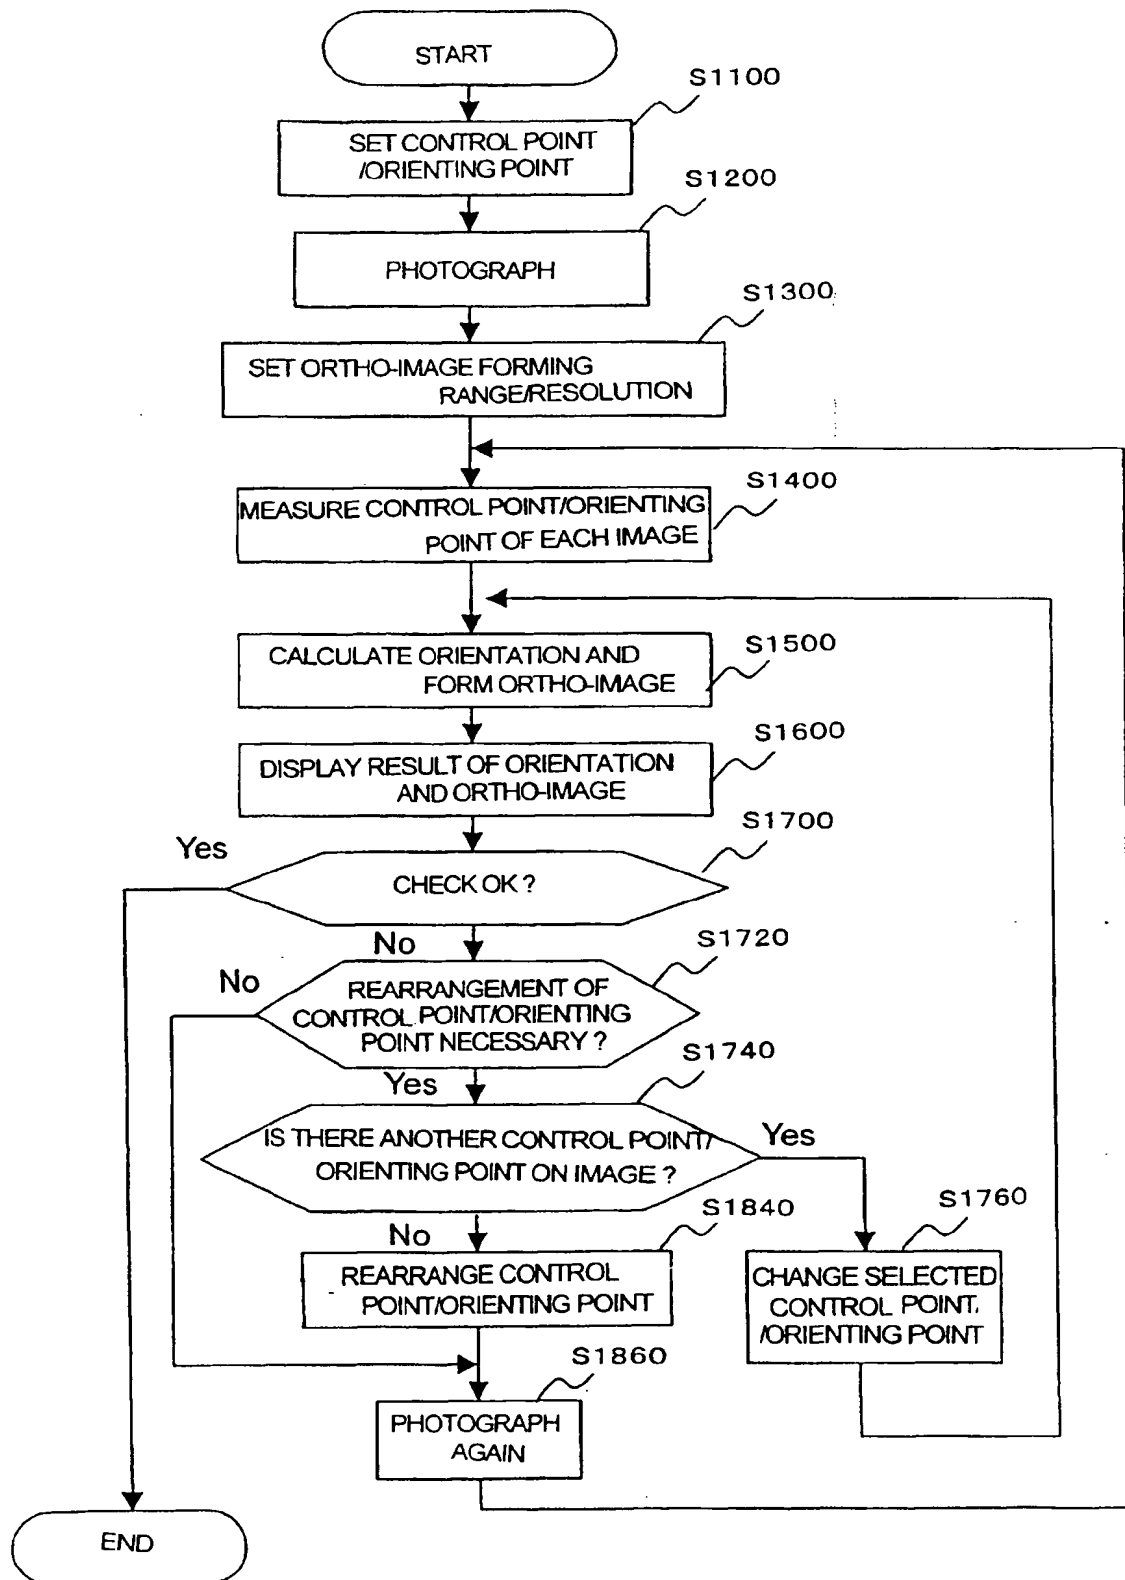 START
S1100
SET CONTROL POINT
/ORIENTING POINT
S1200
PHOTOGRAPH
S1300
SET ORTHO-IMAGE FORMING
RANGE/RESOLUTION
S1400
MEASURE CONTROL POINT/ORIENTING
POINT OF EACH IMAGE
S1500
CALCULATE ORIENTATION AND
FORM ORTHO-IMAGE
S1600
DISPLAY RESULT OF ORIENTATION
AND ORTHO-IMAGE
S1700
Yes
CHECK OK ?
No
S1720
No
REARRANGEMENT OF
CONTROL POINT/ORIENTING
POINT NECESSARY ?
S1740
Yes
IS THERE ANOTHER CONTROL POINT/
ORIENTING POINT ON IMAGE ?
Yes
S1840
No
REARRANGE CONTROL
POINT/ORIENTING POINT
S1760
CHANGE SELECTED
CONTROL POINT,
/ORIENTING POINT
S1860
PHOTOGRAPH
AGAIN
END